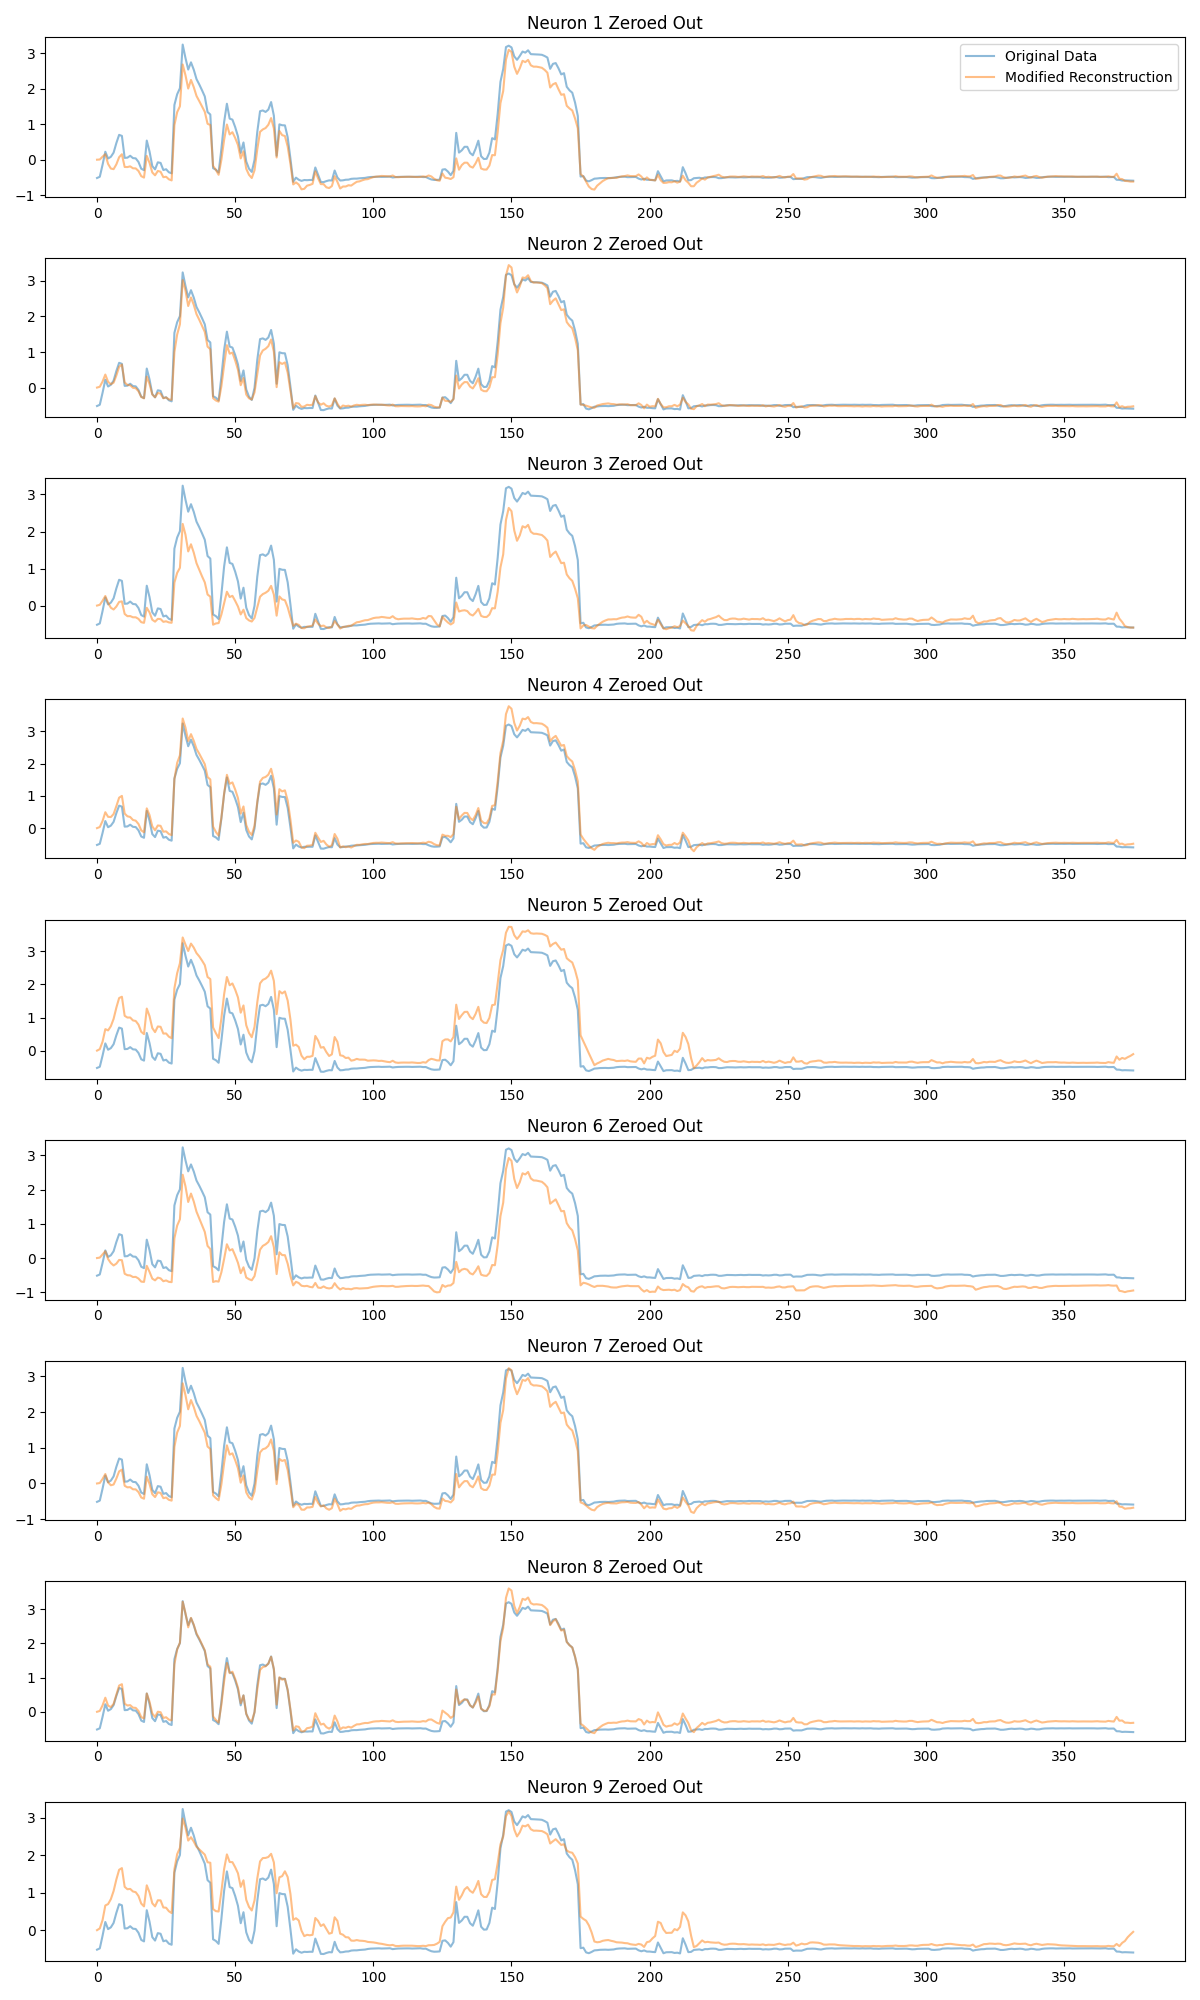 Neuron 1 Zeroed Out
3
2
1
0
−1
Original Data
Modified Reconstruction
0 50 100 150 200 250 300 350
Neuron 2 Zeroed Out
3
2
1
0
0 50 100 150 200 250 300 350
Neuron 3 Zeroed Out
3
2
1
0
0 50 100 150 200 250 300 350
Neuron 4 Zeroed Out
3
2
1
0
0 50 100 150 200 250 300 350
Neuron 5 Zeroed Out
3
2
1
0
0 50 100 150 200 250 300 350
Neuron 6 Zeroed Out
3
2
1
0
−1
0 50 100 150 200 250 300 350
Neuron 7 Zeroed Out
3
2
1
0
−1
0 50 100 150 200 250 300 350
Neuron 8 Zeroed Out
3
2
1
0
0 50 100 150 200 250 300 350
Neuron 9 Zeroed Out
3
2
1
0
0 50 100 150 200 250 300 350